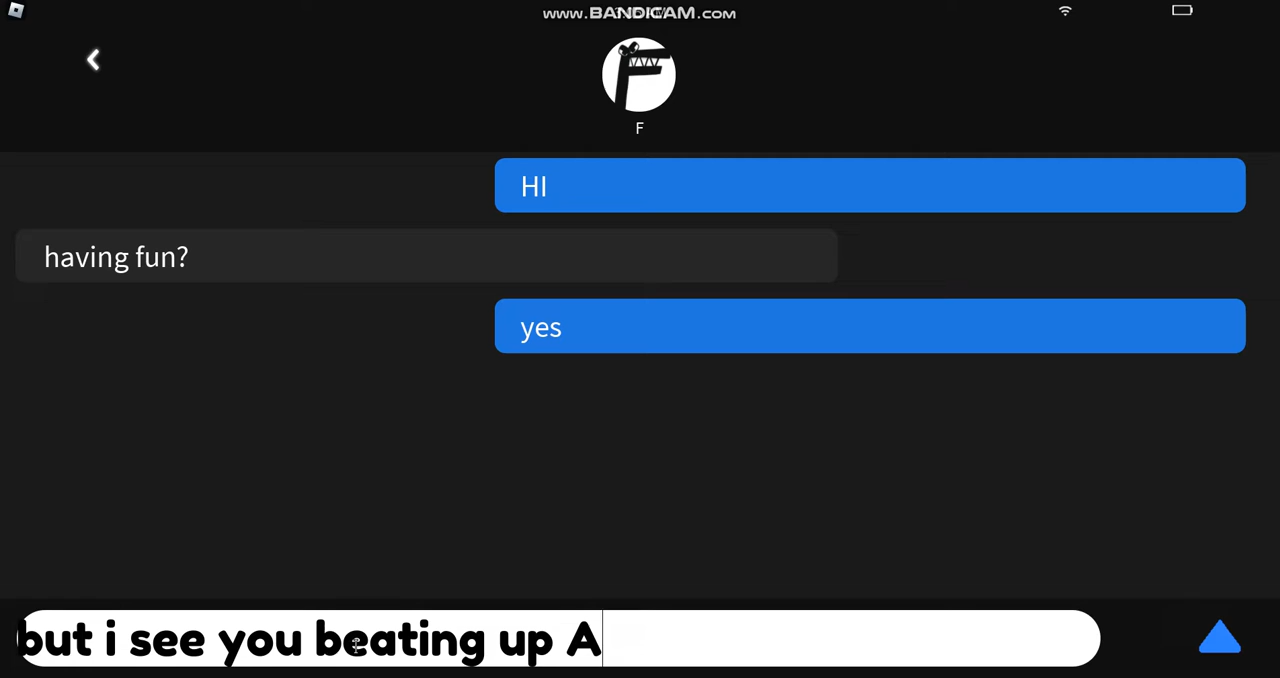 www.BANDICAM.com
F
HI
having fun?
yes
but i see you beating up A